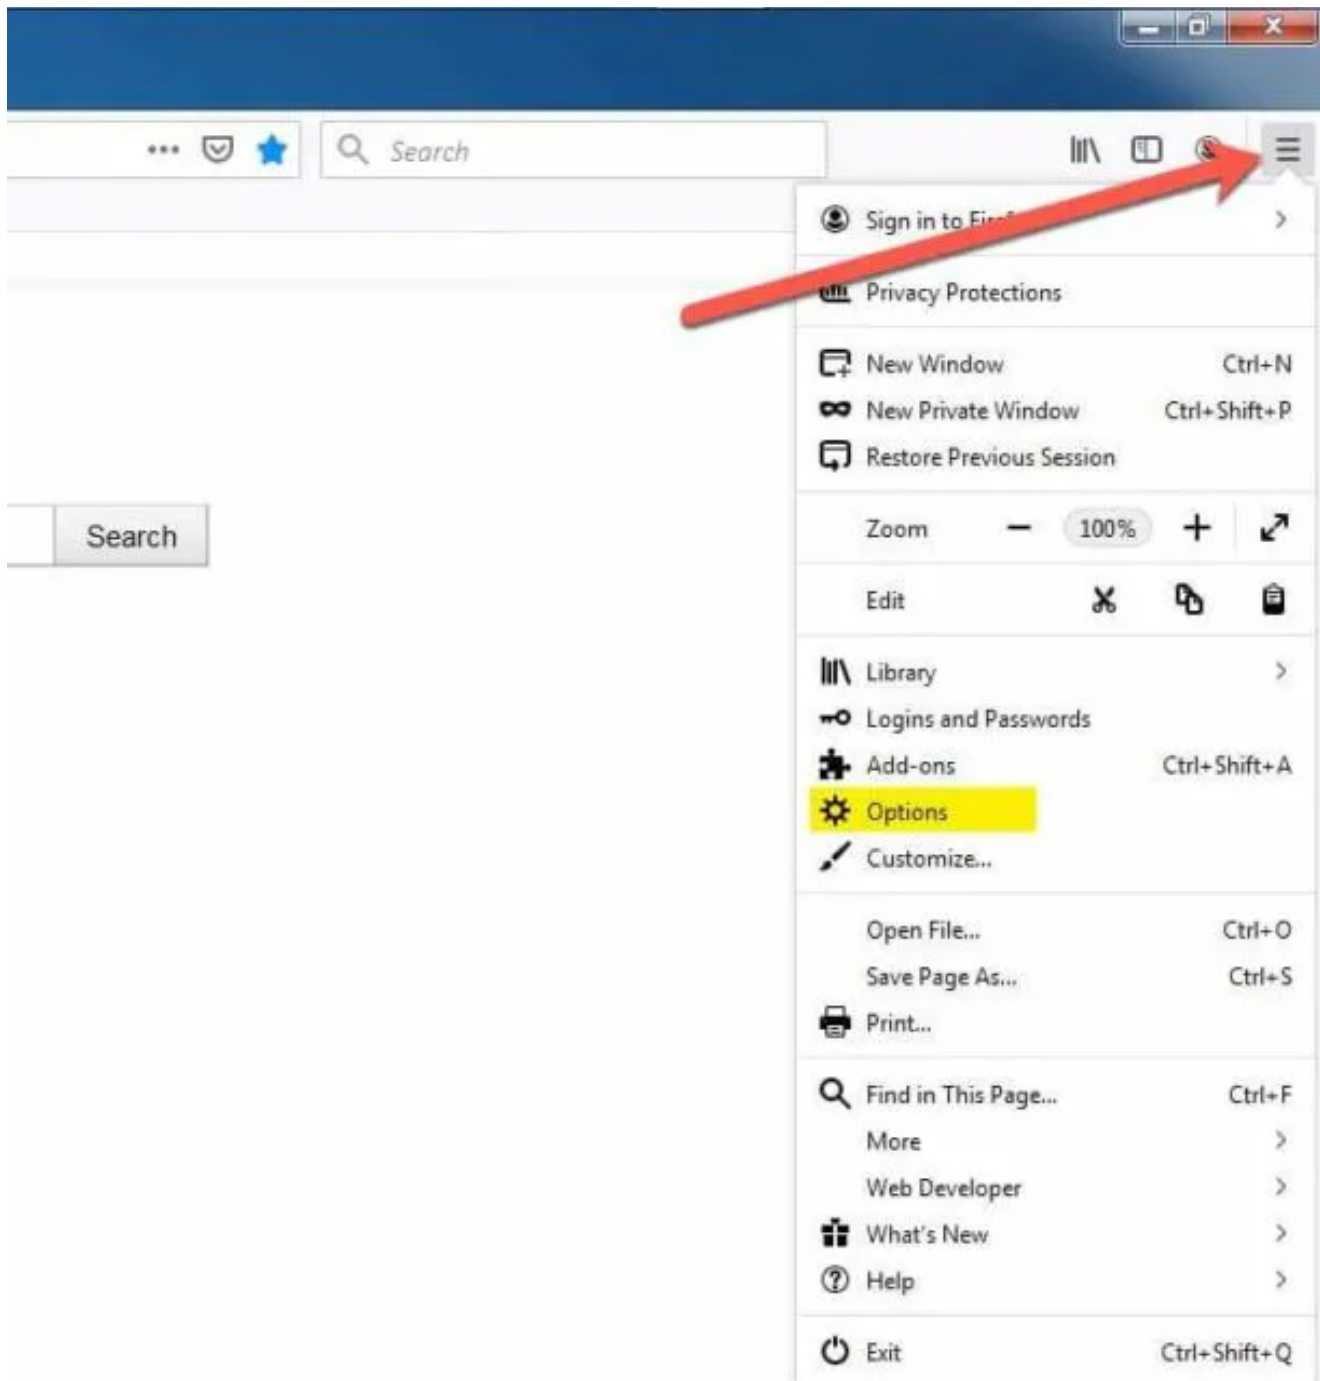 Search
Sign in to
Privacy Protections
New Window Ctrl+N
New Private Window Ctrl+Shift+P
Restore Previous Session
Zoom 100%
Search
Edit
Library
Logins and Passwords
Add-ons Ctrl+Shift+A
Options
Customize...
Open File... Ctrl+O
Save Page As... Ctrl+S
Print...
Find in This Page... Ctrl+F
More
Web Developer
What's New
Help
Exit Ctrl+Shift+Q